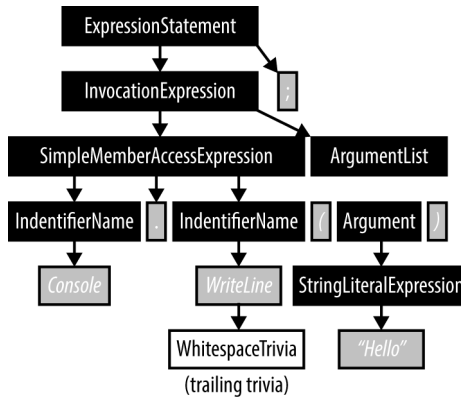 ExpressionStatement
InvocationExpression ;
SimpleMemberAccessExpression ArgumentList
IndentifierName . IndentifierName ( Argument )
Console WriteLine StringLiteralExpression
WhitespaceTrivia “Hello”
(trailing trivia)